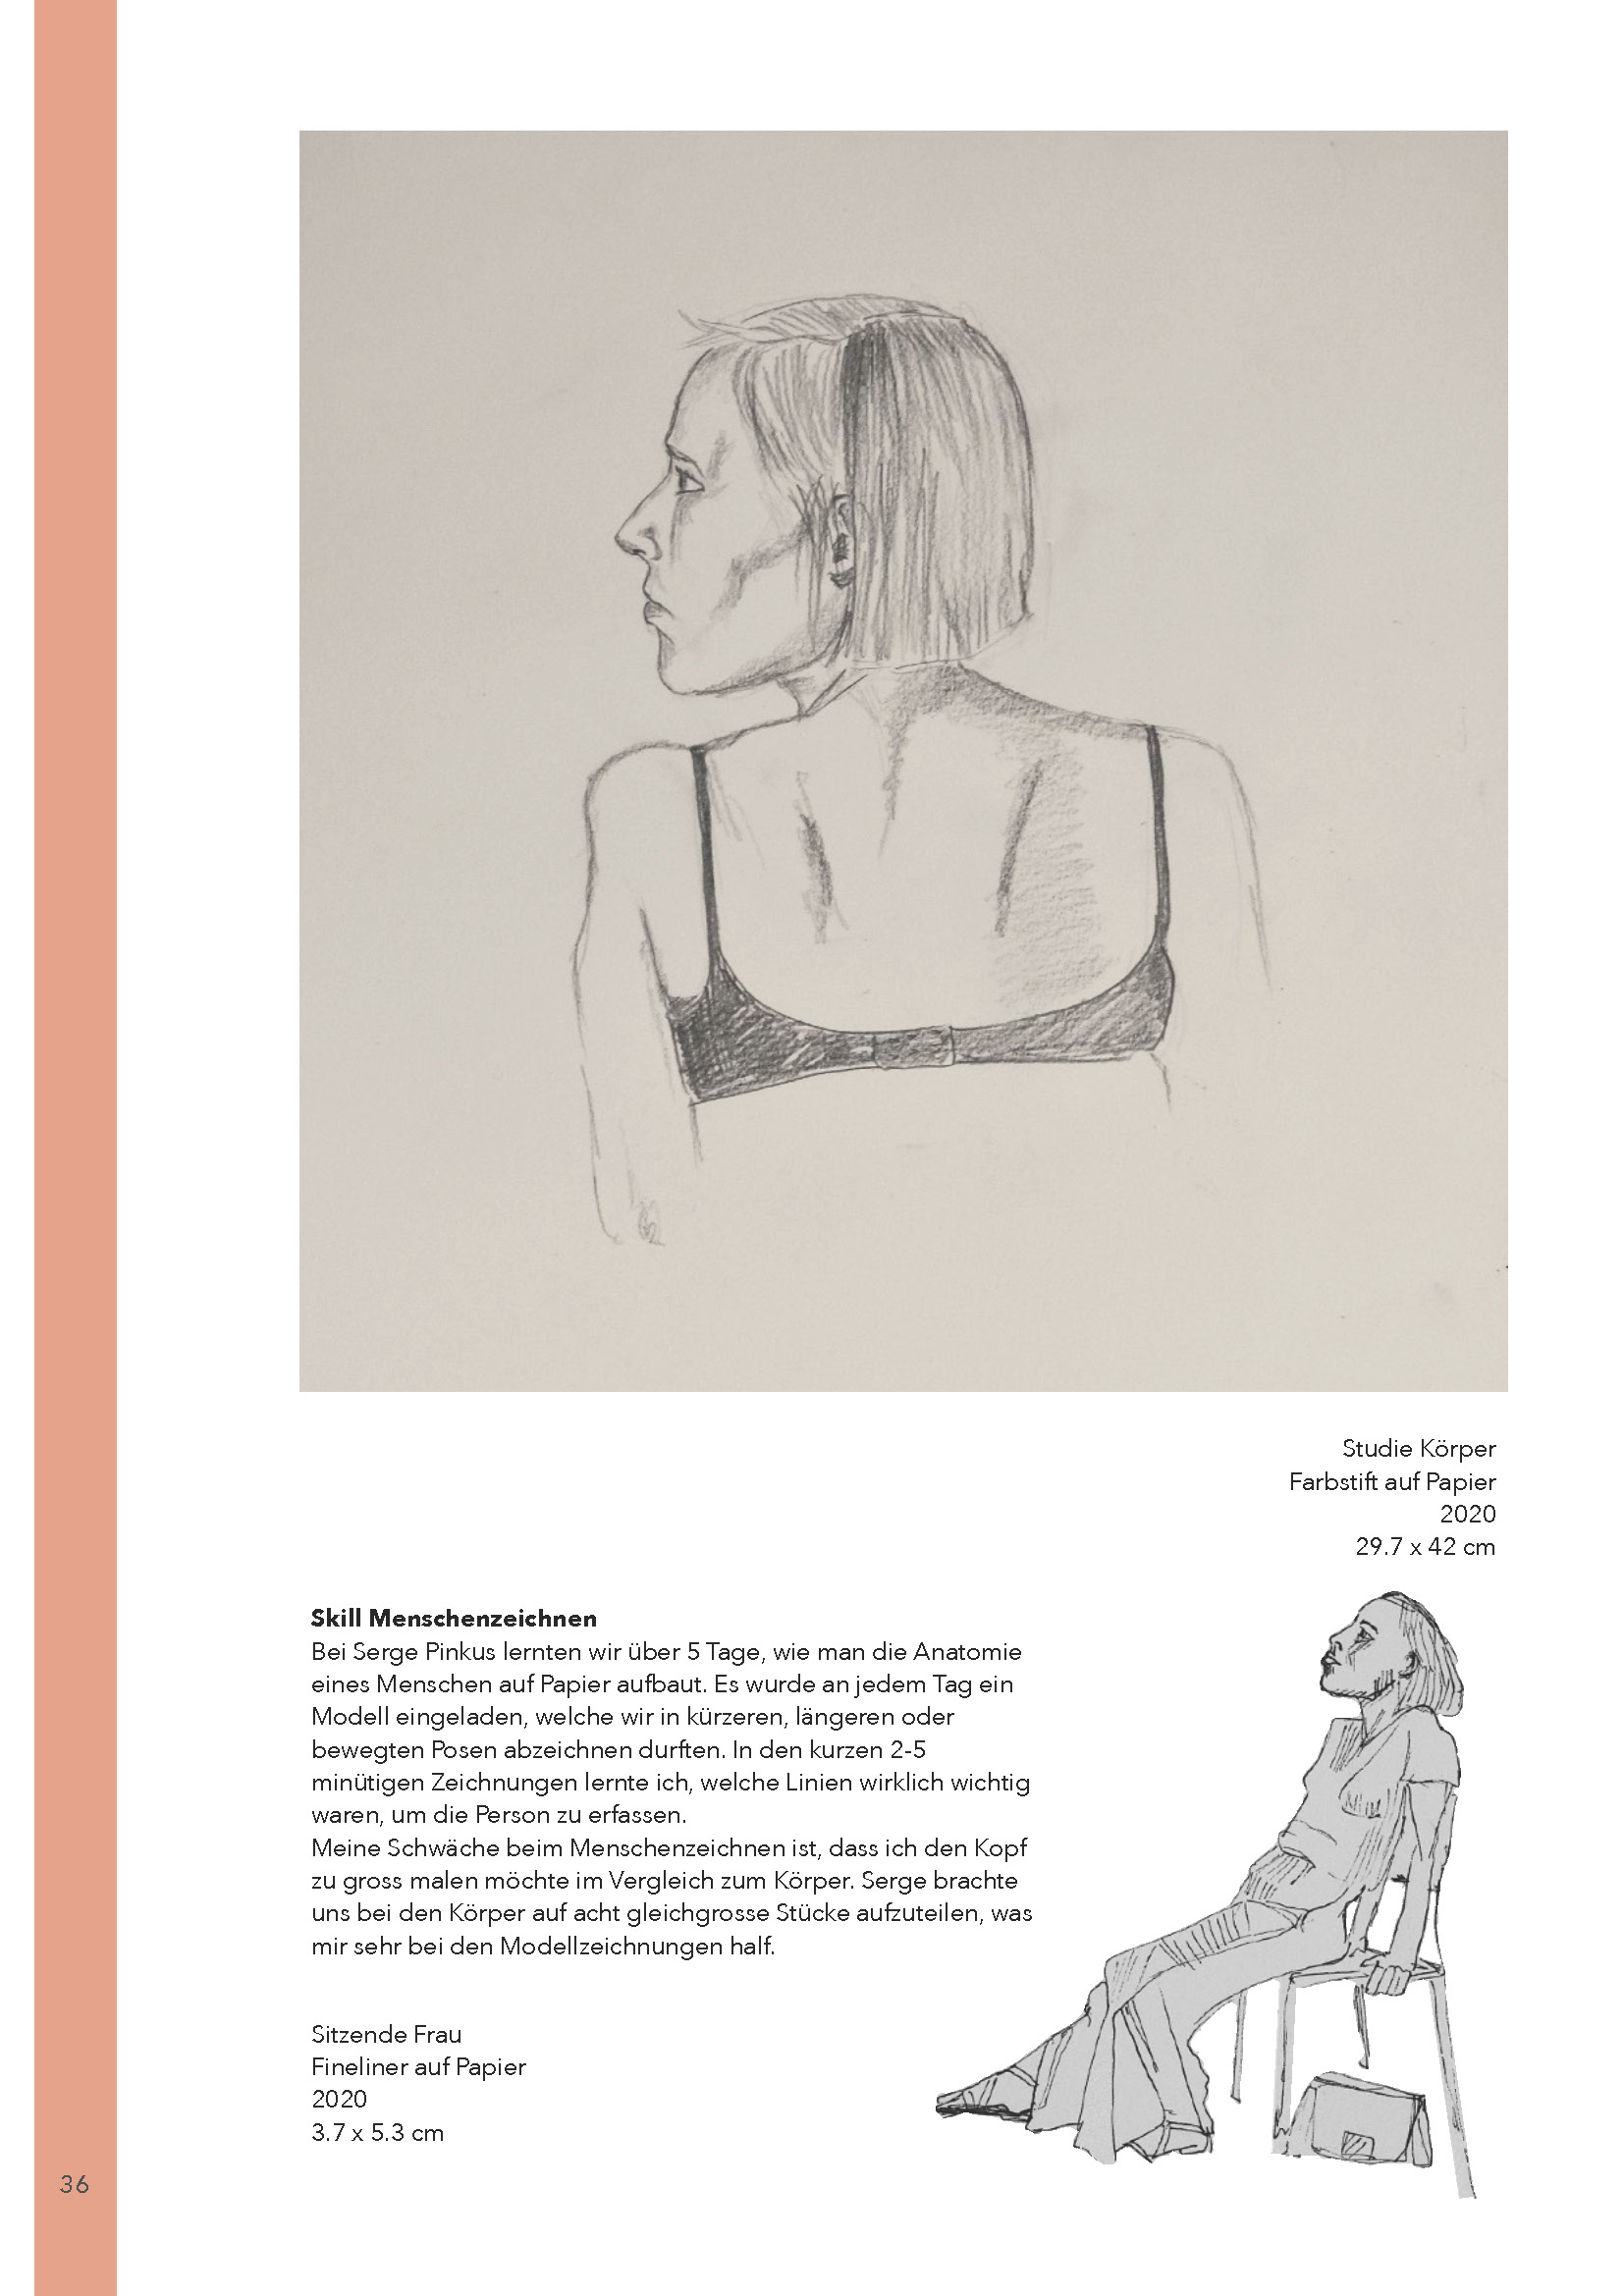 Studie Körper
Farbstift auf Papier
2020
29.7 x 42 cm
Skill Menschenzeichnen
Bei Serge Pinkus lernten wir über 5 Tage, wie man die Anatomie
eines Menschen auf Papier aufbaut. Es wurde an jedem Tag ein
Modell eingeladen, welche wir in kürzeren, längeren oder
bewegten Posen abzeichnen durften. In den kurzen 2-5
minütigen Zeichnungen lernte ich, welche Linien wirklich wichtig
waren, um die Person zu erfassen.
Meine Schwäche beim Menschenzeichnen ist, dass ich den Kopf
zu gross malen möchte im Vergleich zum Körper. Serge brachte
uns bei den Körper auf acht gleichgrosse Stücke aufzuteilen, was
mir sehr bei den Modellzeichnungen half.
Sitzende Frau
Fineliner auf Papier
2020
3.7 x 5.3 cm
36